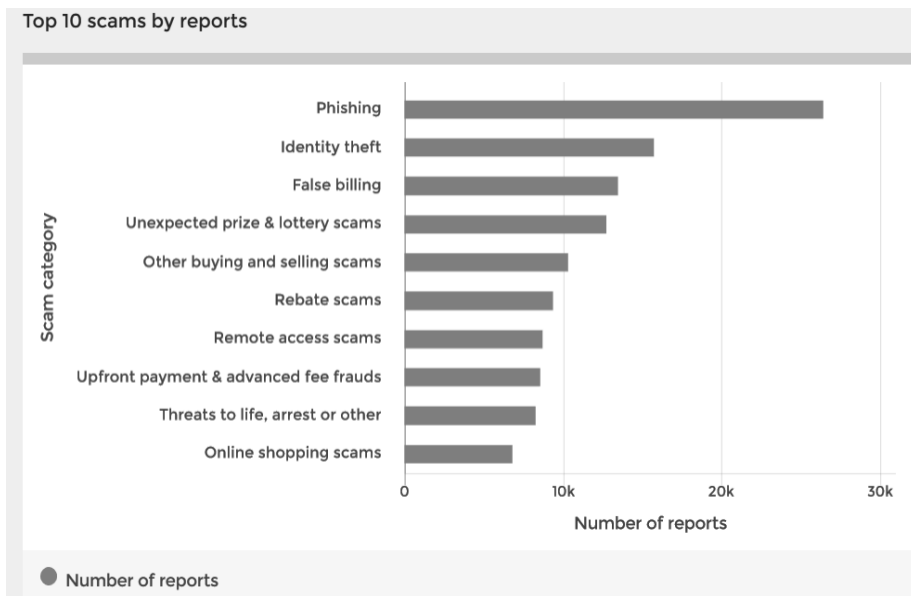 Top 10 scams by reports
Scam category
Phishing
Identity theft
False billing
Unexpected prize & lottery scams
Other buying and selling scams
Rebate scams
Remote access scams
Upfront payment & advanced fee frauds
Threats to life, arrest or other
Online shopping scams
0 10k 20k 30k
Number of reports
Number of reports